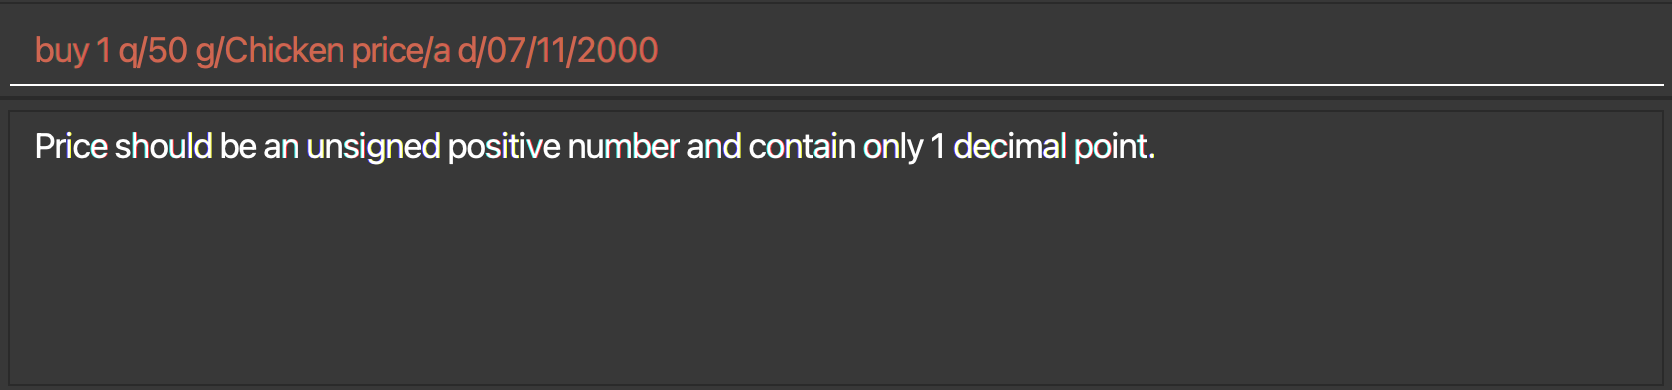 buy 1 q/50 g/Chicken price/a d/07/11/2000
Price should be an unsigned positive number and contain only 1 decimal point.